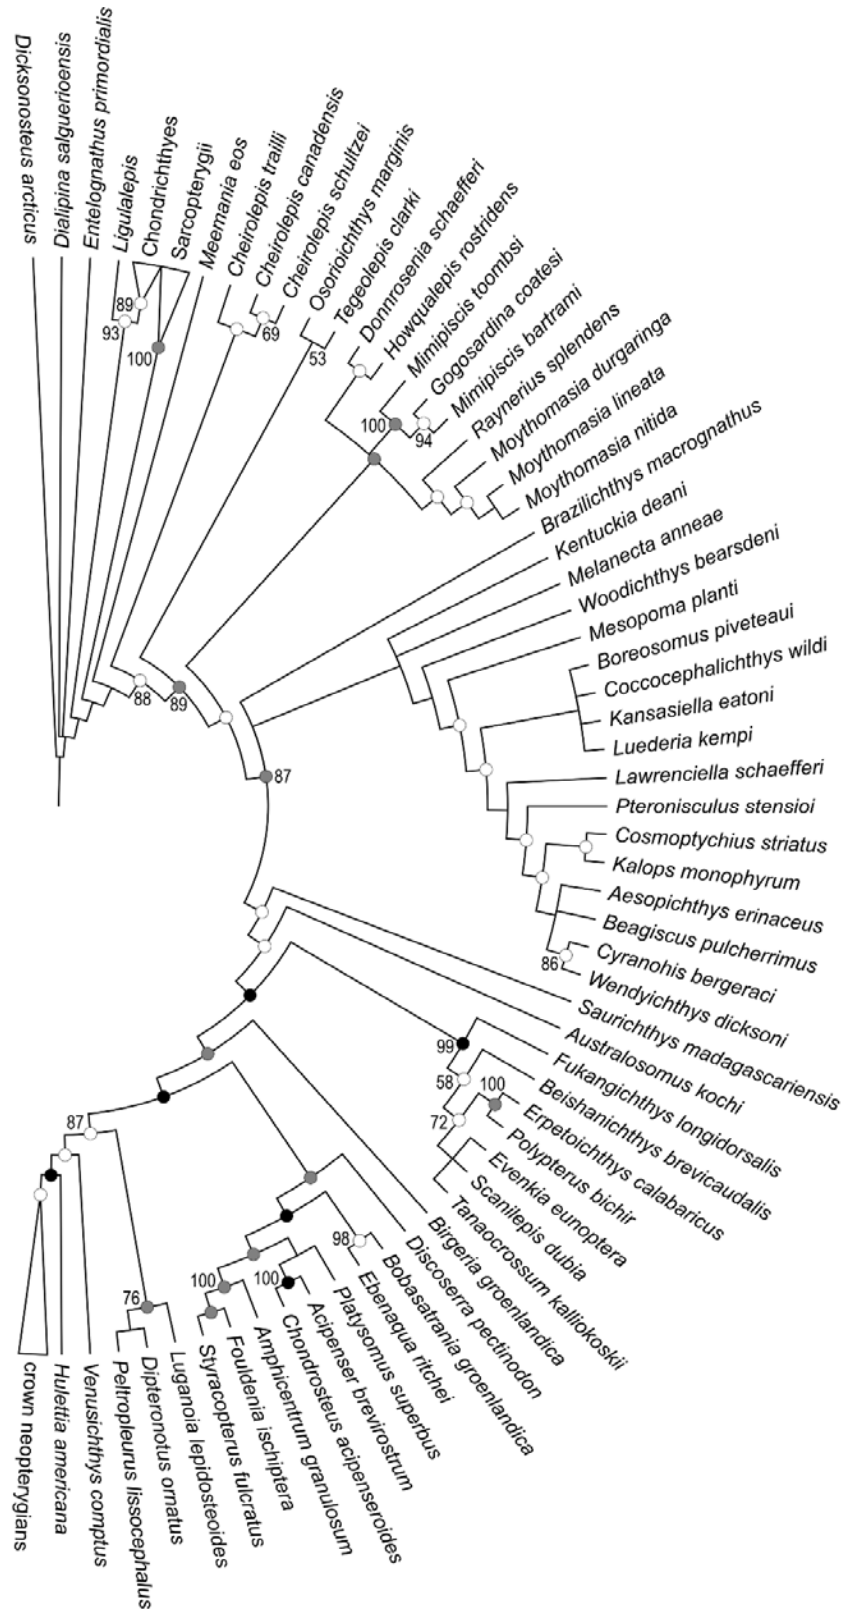 Dicksonosteus arcticus
Dialipina salgueiroensis
Entelognathus primordialis
Ligulalepis
Chondrichthyes
Sarcopterygii
Meemania eos
Cheirolepis trailli
Cheirolepis canadensis
Cheirolepis schultzei
Osorioichthys marginis
Tegeolepis clarki
Donnrosenia schaefferi
Howqualepis rostridens
Mimipiscis toombsi
Gogosardina coatesi
Mimipiscis bartrami
Raynerius splendens
Moythomasia durgaringa
Moythomasia lineata
Moythomasia nitida
Brazilichthys macrognathus
Kentuckia deani
Melanecta anneae
Woodichthys bearsdeni
Mesopoma planti
Boreosomus piveteaui
Coccocephalichthys wildi
Kansasiella eatoni
Luederia kempi
Lawrenciella schaefferi
Pteronisculus stensioi
Cosmoptychius striatus
Kalops monophyrum
Aesopichthys erinaceus
Beagiscus pulcherrimus
Cyranohis bergeraci
Wendyichthys dicksoni
Saurichthys madagascariensis
Australosomus kochi
Fukangichthys longidorsalis
Beishanichthys brevicaudalis
Erpetoichthys calabaricus
Polypterus bichir
Evenkia eunoptera
Scanilepis dubia
Tanaocrossum kalliokoskii
Birgeria groenlandica
Discoserra pectinodon
Bobasatrania groenlandica
Ebenaqua ritchei
Platysomus superbus
Acipenser brevirostrum
Chondrosteus acipenseroides
Amphicentrum granulosum
Fouldenia ischiptera
Styracopterus fulcratus
Luganoia lepidosteoides
Dipteronotus ornatus
Peltropleurus lissocephalus
Venusichthys comptus
Hulettia americana
crown neopterygians
89
93
100
69
53
100
94
88
89
87
86
99
58
100
72
98
100
100
87
76